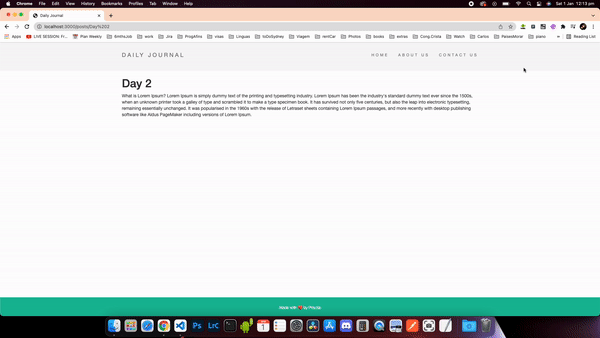 Chrome File Edit View History Bookmarks Profiles Tab Window Help
Sat 1 Jan 12:13 pm
Daily Journal
localhost:3000/posts/Day%202
Apps LIVE SESSION: Fr... Plan Weekly SmithsJob work Jira ProgAfins visas Linguas toDoSydney Viagem rentCar Photos books extras Cong.Crista Watch Carlos piano Reading List
DAILY JOURNAL
HOME ABOUT US CONTACT US
Day 2
What is Lorem Ipsum? Lorem Ipsum is simply dummy text of the printing and typesetting industry. Lorem Ipsum has been the industry's standard dummy text ever since the 1500s,
when an unknown printer took a galley of type and scrambled it to make a type specimen book. It has survived not only five centuries, but also the leap into electronic typesetting,
remaining essentially unchanged. It was popularised in the 1960s with the release of Letraset sheets containing Lorem Ipsum passages, and more recently with desktop publishing
software like Aldus PageMaker including versions of Lorem Ipsum.
Made with ❤️ by
Ps LrC